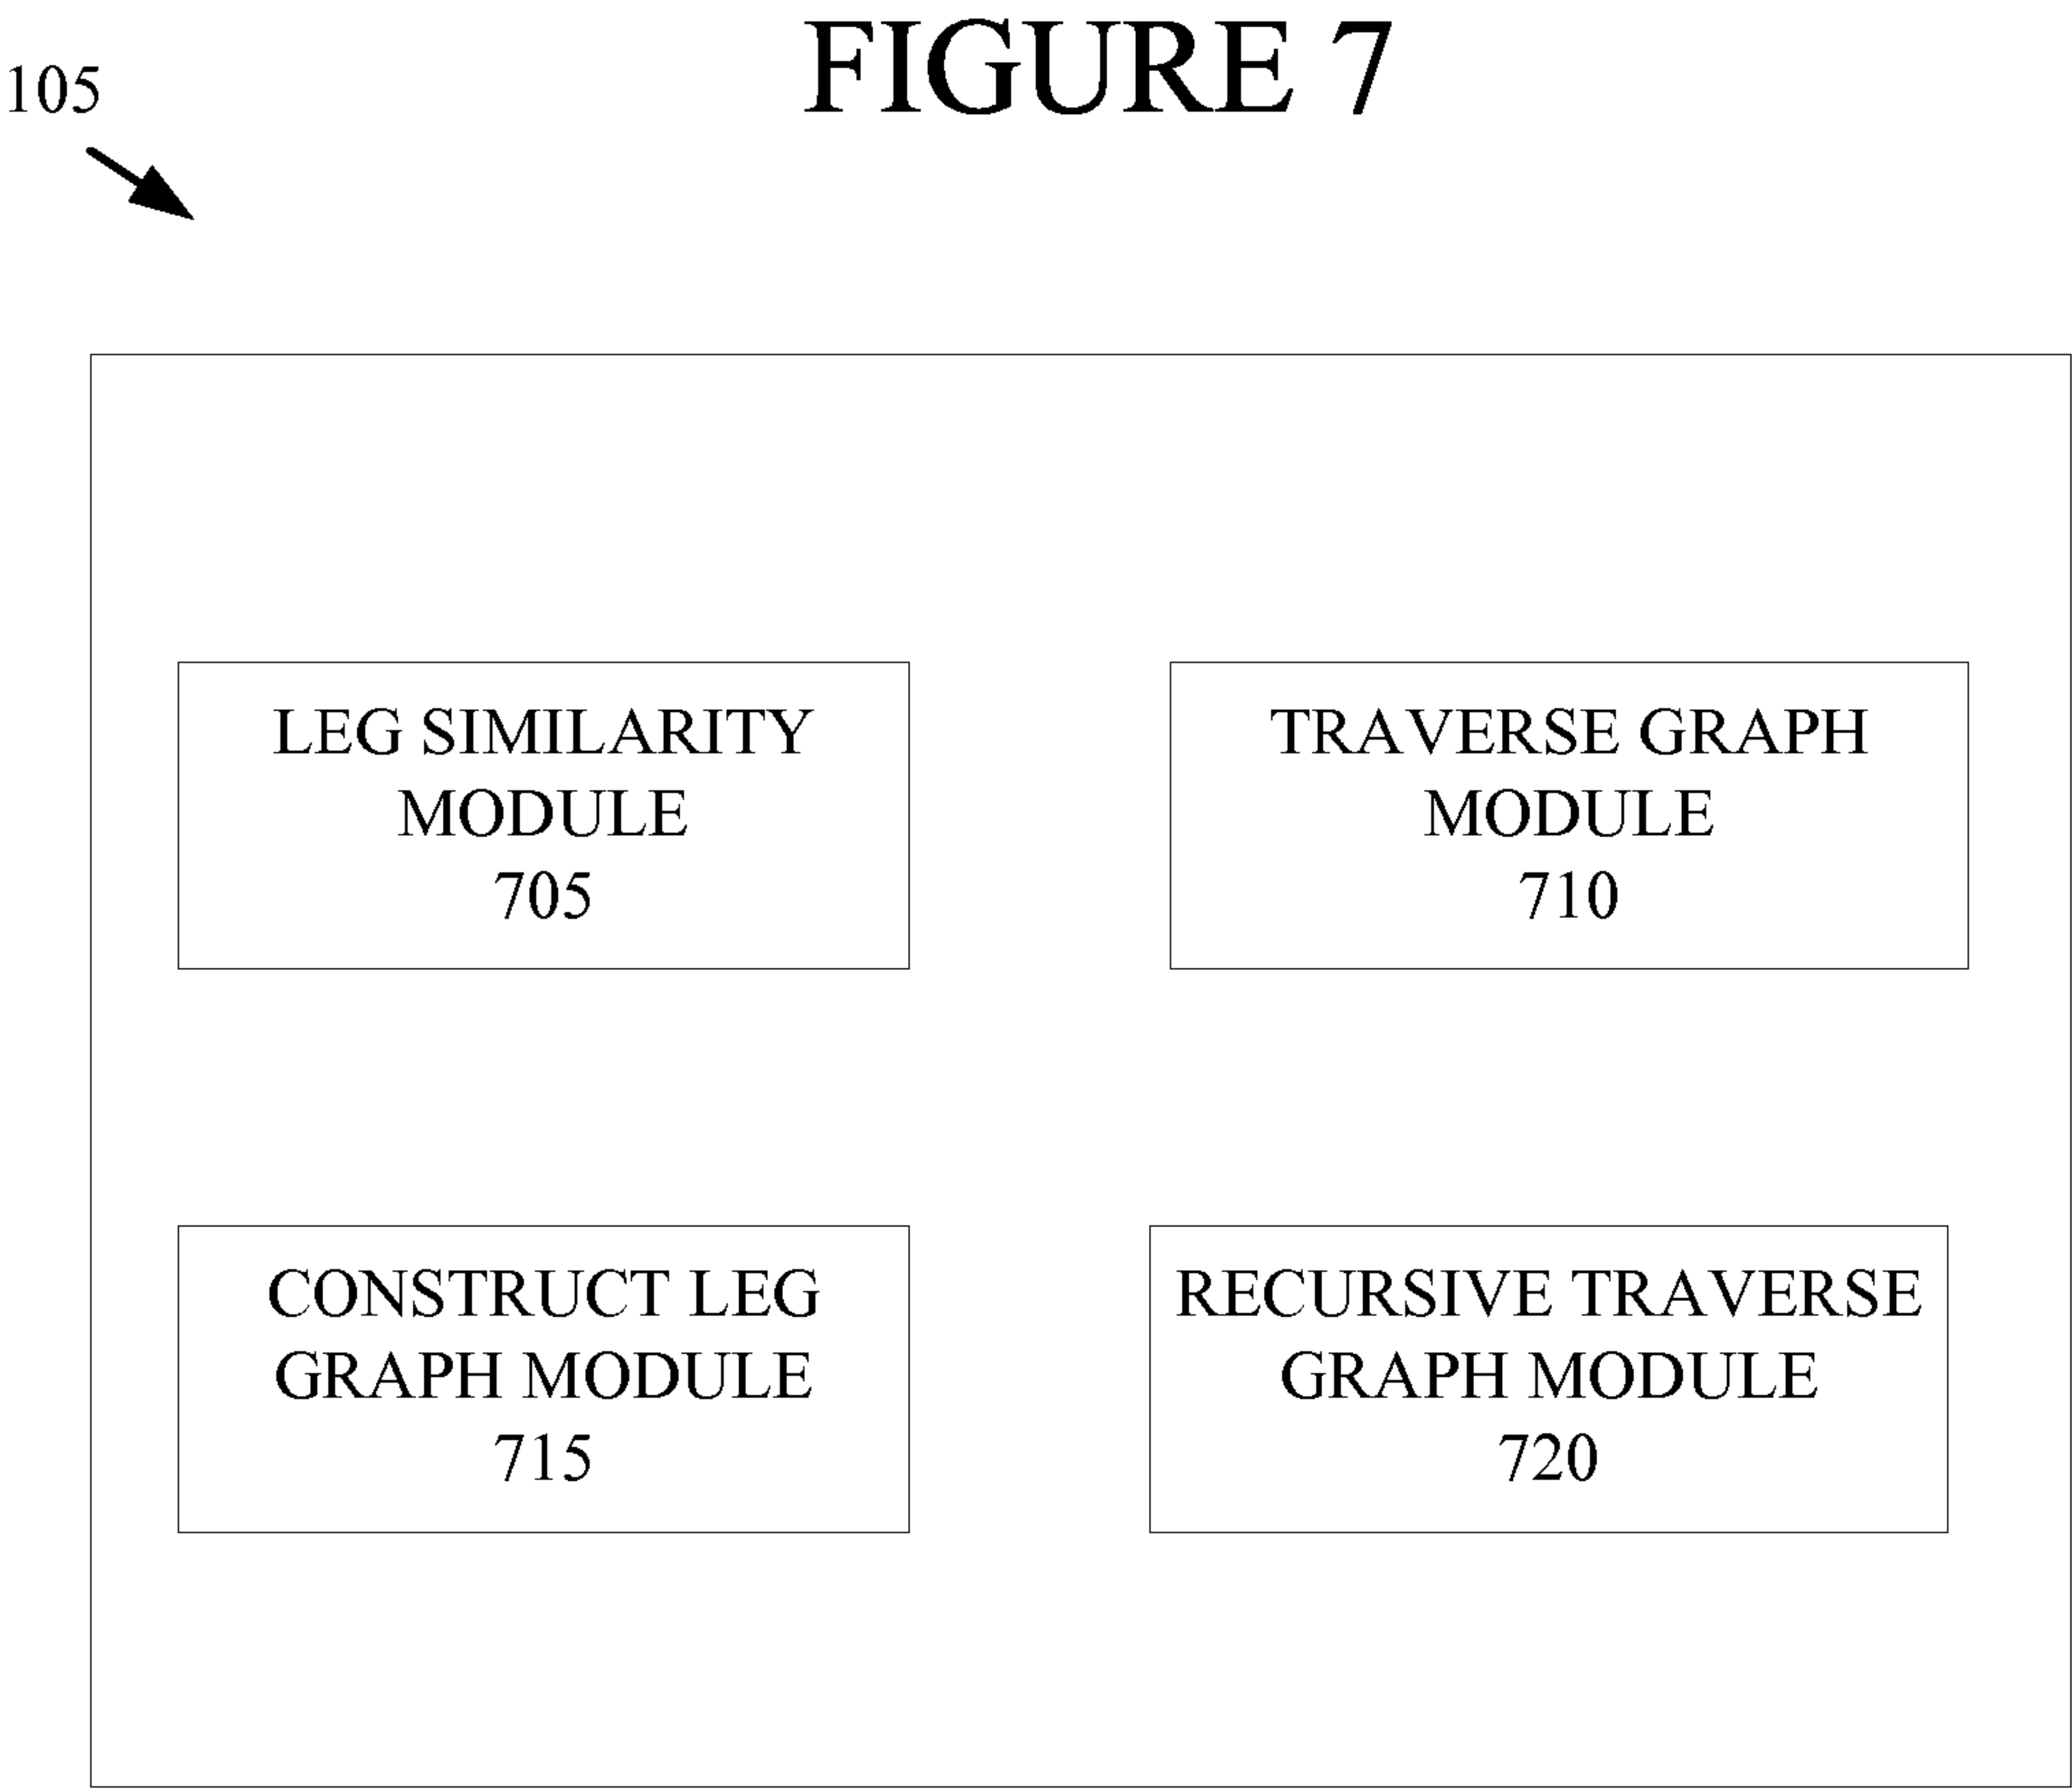 FIGURE 7
105
LEG SIMILARITY
MODULE
705
TRAVERSE GRAPH
MODULE
710
CONSTRUCT LEG
GRAPH MODULE
715
RECURSIVE TRAVERSE
GRAPH MODULE
720